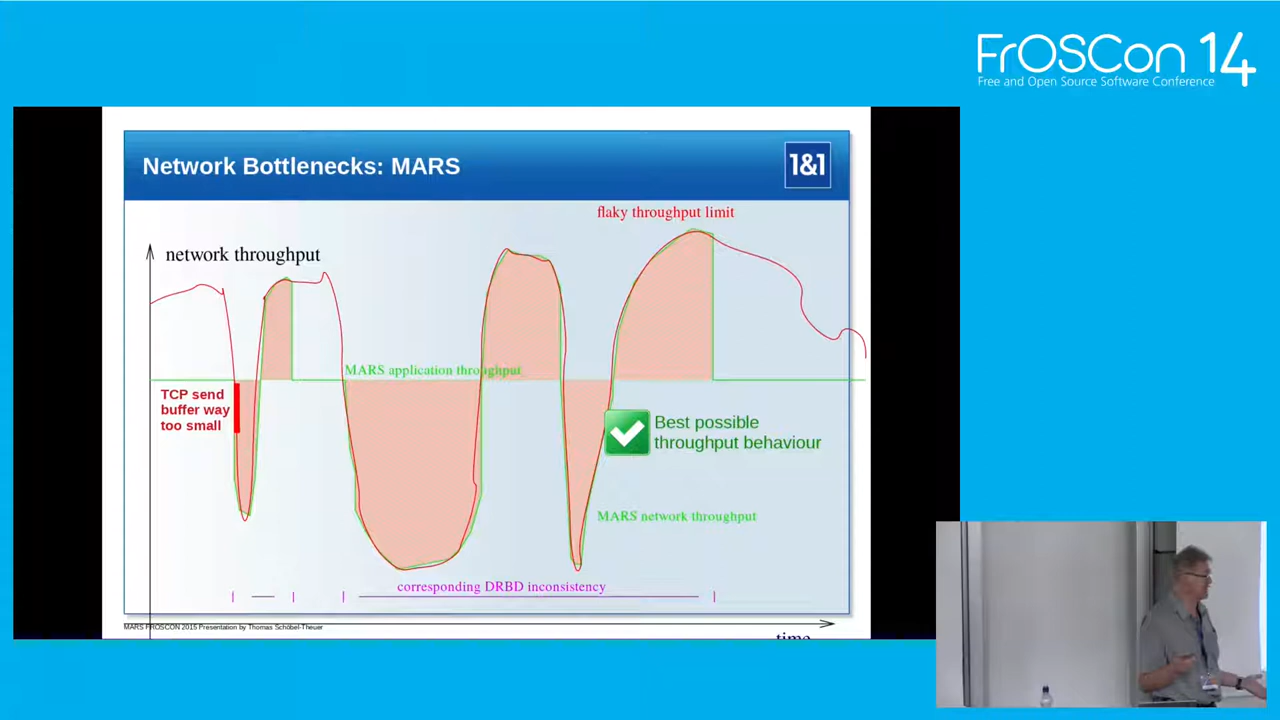 FrOSCon 14
Free and Open Source Software Conference
Network Bottlenecks: MARS
1&1
flaky throughput limit
network throughput
MARS application throughput
TCP send
buffer way
too small
Best possible
throughput behaviour
MARS network throughput
corresponding DRBD inconsistency
MARS FROSCON 2015 Presentation by Thomas Schöbel-Theuer
time